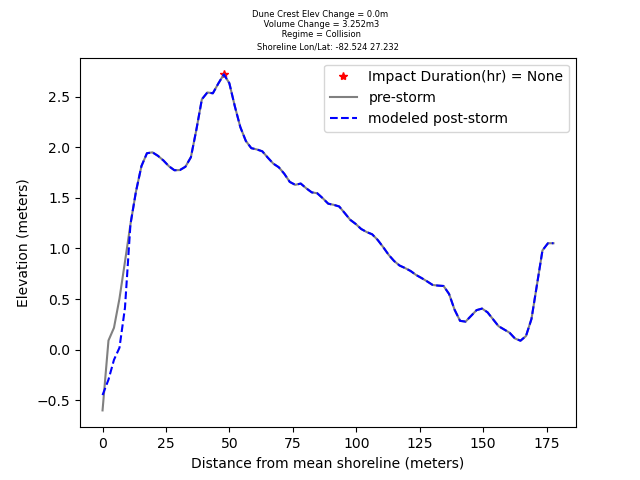 Dune Crest Elev Change = 0.0m
Volume Change = 3.252m3
Regime = Collision
Shoreline Lon/Lat: -82.524 27.232
Impact Duration(hr) = None
pre-storm
modeled post-storm
Elevation (meters)
2.5
2.0
1.5
1.0
0.5
0.0
−0.5
0 25 50 75 100 125 150 175
Distance from mean shoreline (meters)